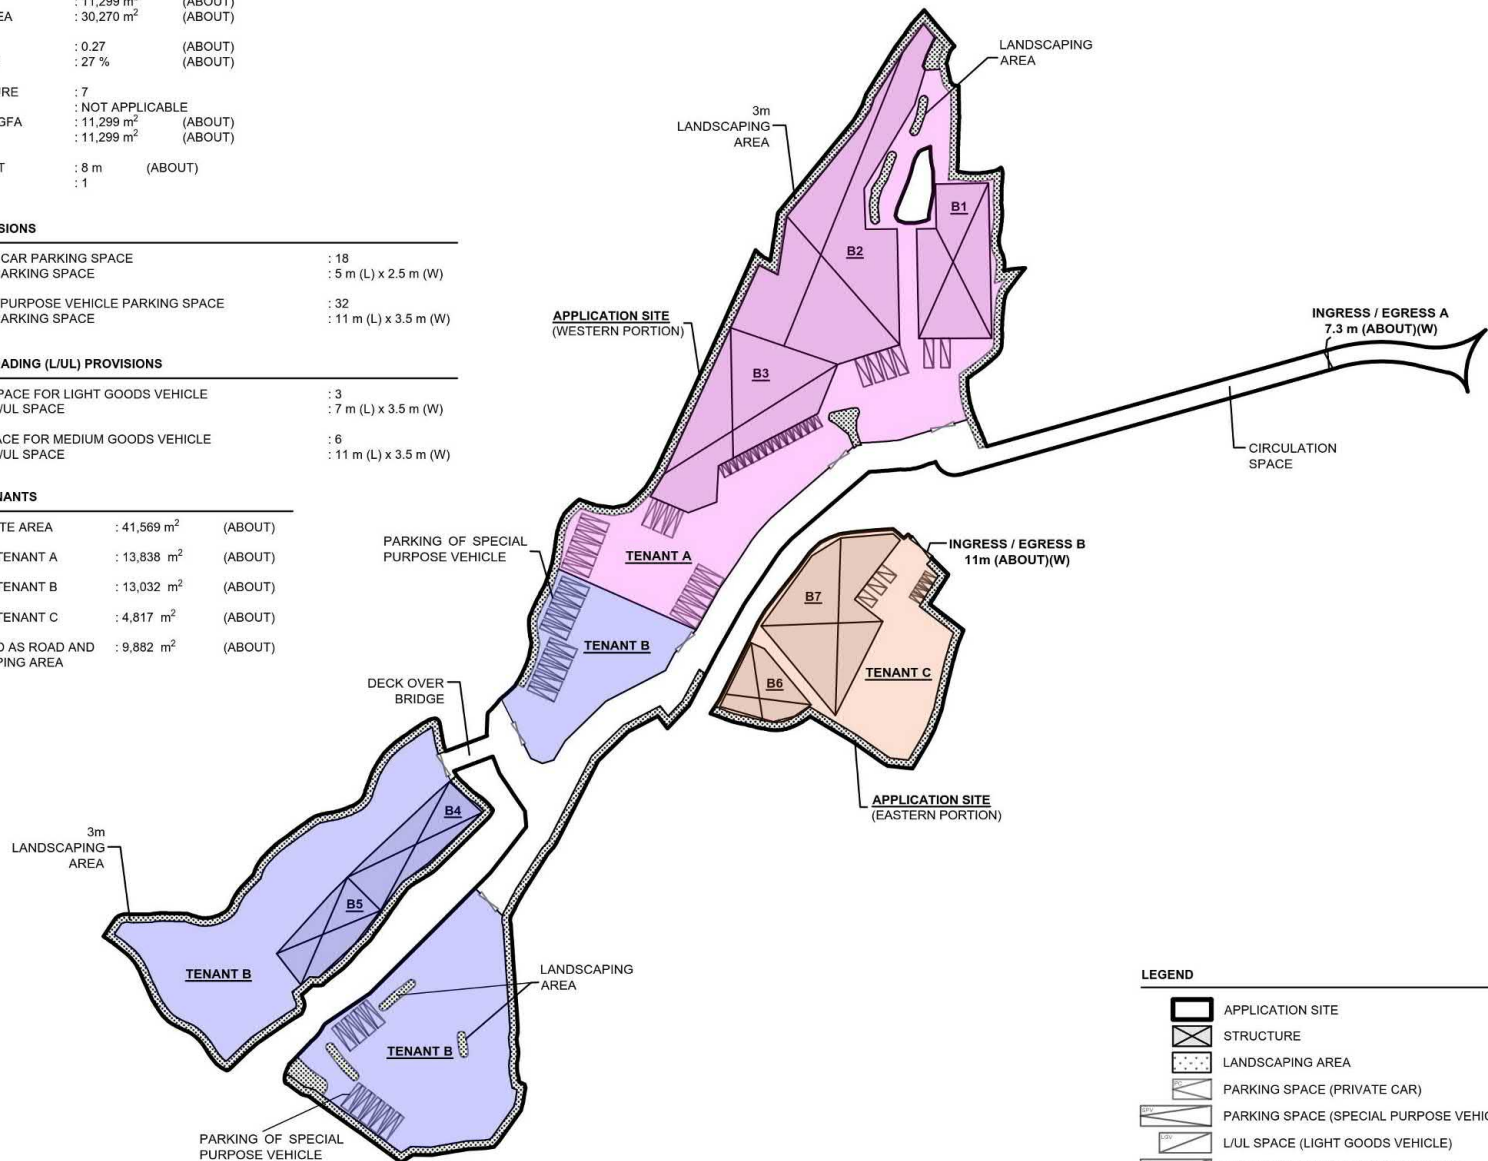 : 11,299 m² (ABOUT)
EA : 30,270 m² (ABOUT)
: 0.27 (ABOUT)
: 27 % (ABOUT)
URE : 7
: NOT APPLICABLE
GFA : 11,299 m² (ABOUT)
: 11,299 m² (ABOUT)
T : 8 m (ABOUT)
: 1
SIONS
CAR PARKING SPACE : 18
ARKING SPACE : 5 m (L) x 2.5 m (W)
PURPOSE VEHICLE PARKING SPACE : 32
ARKING SPACE : 11 m (L) x 3.5 m (W)
ADING (L/UL) PROVISIONS
PACE FOR LIGHT GOODS VEHICLE : 3
/UL SPACE : 7 m (L) x 3.5 m (W)
ACE FOR MEDIUM GOODS VEHICLE : 6
/UL SPACE : 11 m (L) x 3.5 m (W)
NANTS
TE AREA : 41,569 m² (ABOUT)
TENANT A : 13,838 m² (ABOUT)
TENANT B : 13,032 m² (ABOUT)
TENANT C : 4,817 m² (ABOUT)
D AS ROAD AND : 9,882 m² (ABOUT)
PING AREA
LANDSCAPING
AREA
3m
LANDSCAPING
AREA
B1
B2
B3
APPLICATION SITE
(WESTERN PORTION)
INGRESS / EGRESS A
7.3 m (ABOUT)(W)
CIRCULATION
SPACE
PARKING OF SPECIAL
PURPOSE VEHICLE
TENANT A
INGRESS / EGRESS B
11m (ABOUT)(W)
B7
TENANT B
TENANT C
B6
DECK OVER
BRIDGE
APPLICATION SITE
(EASTERN PORTION)
B4
3m
LANDSCAPING
AREA
B5
TENANT B
LANDSCAPING
AREA
TENANT B
PARKING OF SPECIAL
PURPOSE VEHICLE
LEGEND
APPLICATION SITE
STRUCTURE
LANDSCAPING AREA
PC
PARKING SPACE (PRIVATE CAR)
SPV
PARKING SPACE (SPECIAL PURPOSE VEHIC
LGV
L/UL SPACE (LIGHT GOODS VEHICLE)